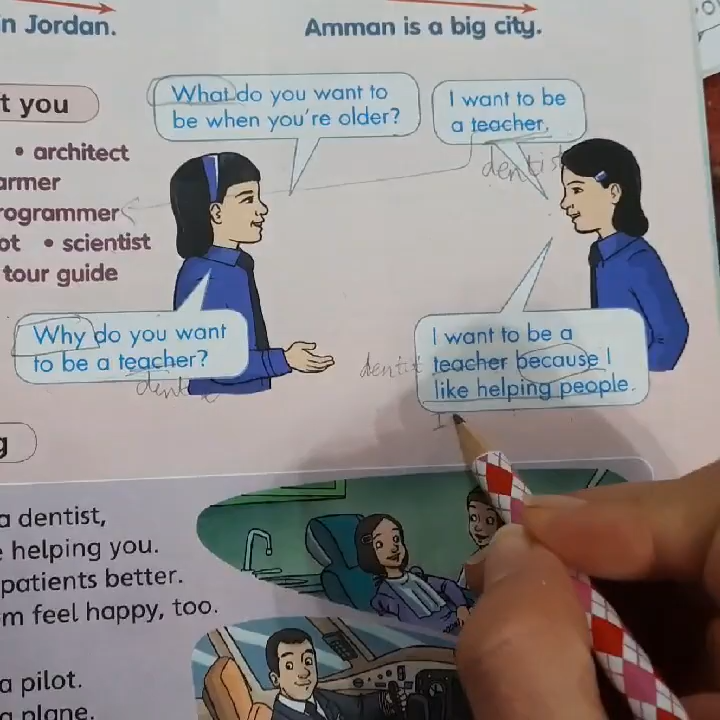 n Jordan.
Amman is a big city.
t you
• architect
armer
rogrammer
ot • scientist
tour guide
What do you want to
be when you're older?
I want to be
a teacher.
dentist
Why do you want
to be a teacher?
I want to be a
dentist teacher because I
like helping people.
I
g
a dentist,
e helping you.
patients better.
m feel happy, too.
a pilot.
a plane.